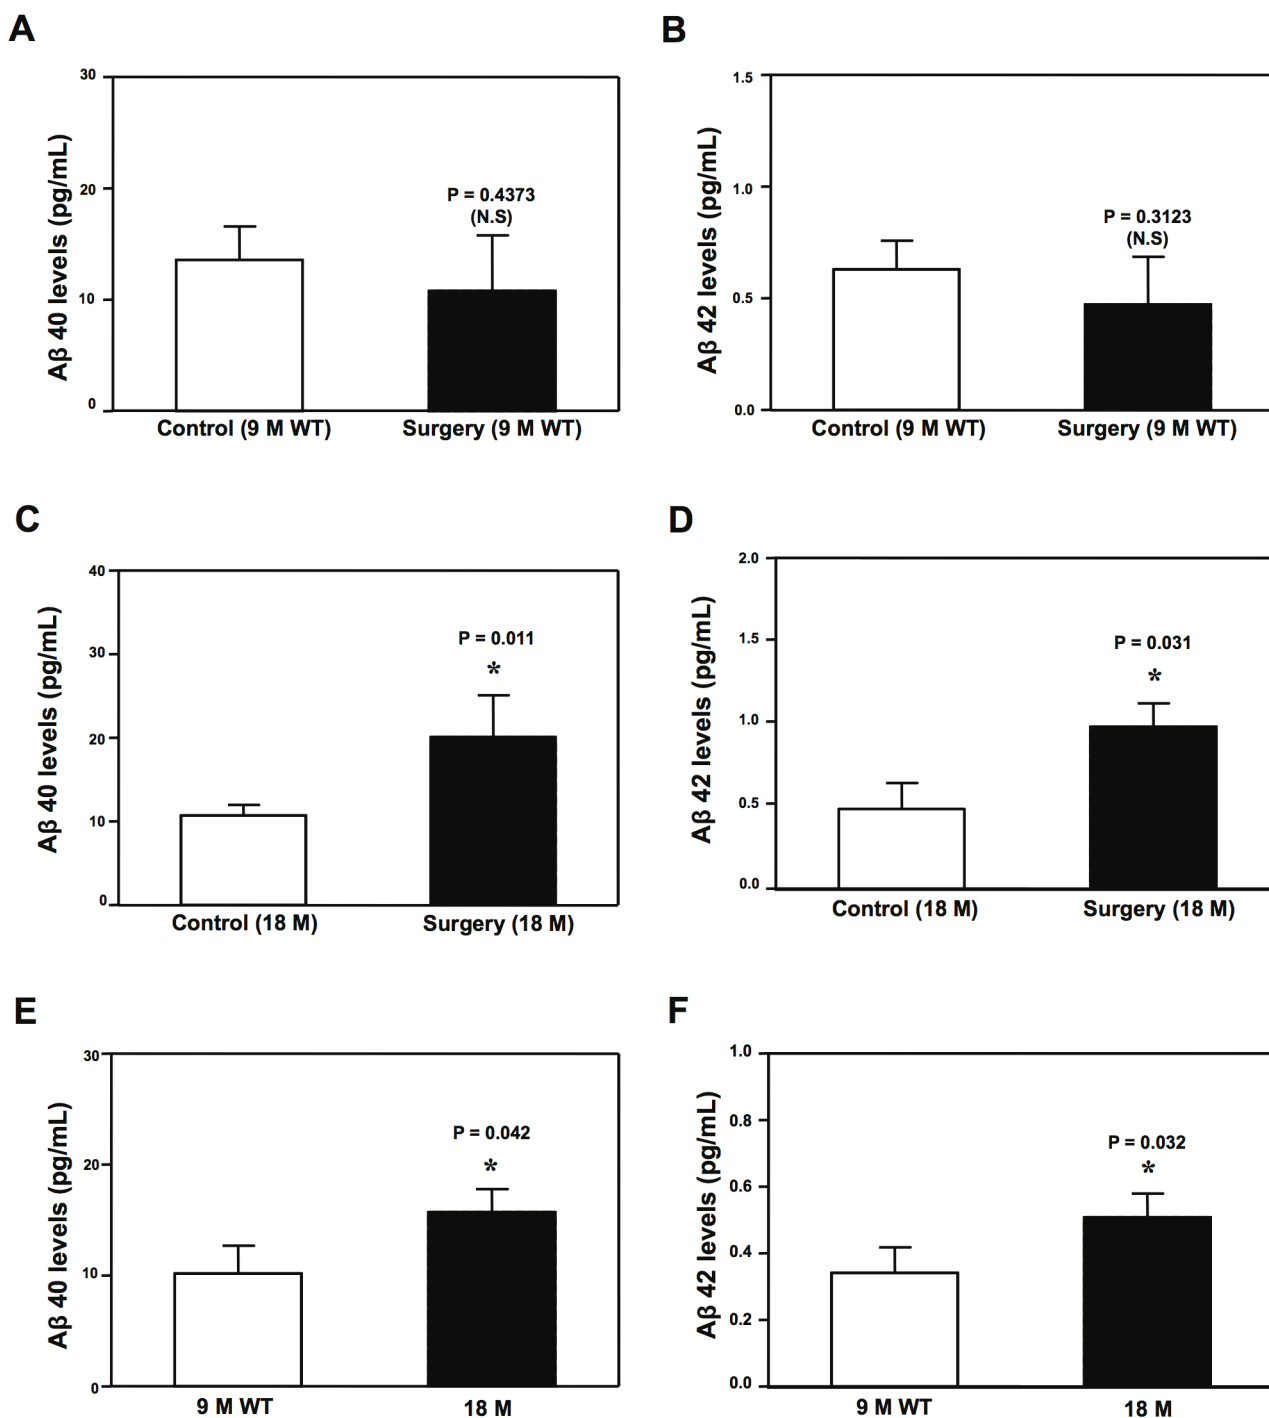 A
Aβ 40 levels (pg/mL)
30
20
10
0
P = 0.4373
(N.S)
Control (9 M WT)
Surgery (9 M WT)
B
Aβ 42 levels (pg/mL)
1.5
1.0
0.5
0.0
P = 0.3123
(N.S)
Control (9 M WT)
Surgery (9 M WT)
C
Aβ 40 levels (pg/mL)
40
30
20
10
0
P = 0.011
*
Control (18 M)
Surgery (18 M)
D
Aβ 42 levels (pg/mL)
2.0
1.5
1.0
0.5
0.0
P = 0.031
*
Control (18 M)
Surgery (18 M)
E
Aβ 40 levels (pg/mL)
30
20
10
0
P = 0.042
*
9 M WT
18 M
F
Aβ 42 levels (pg/mL)
1.0
0.8
0.6
0.4
0.2
0.0
P = 0.032
*
9 M WT
18 M